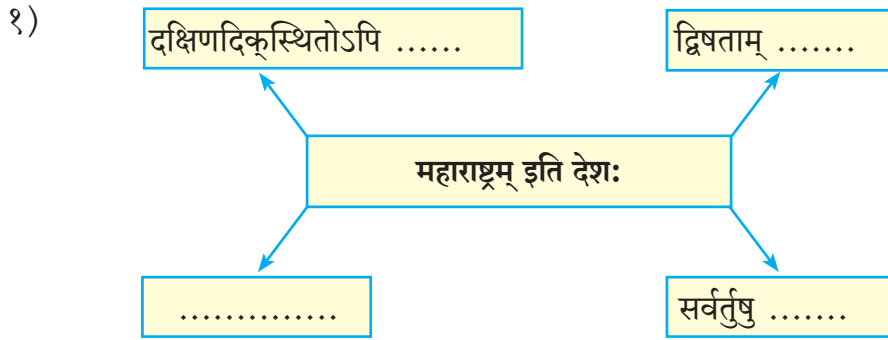 १)
दक्षिणदिक्‌स्थितोऽपि ...... द्विषताम् .......
महाराष्ट्रम् इति देश:
.............. सर्वर्तुषु .......